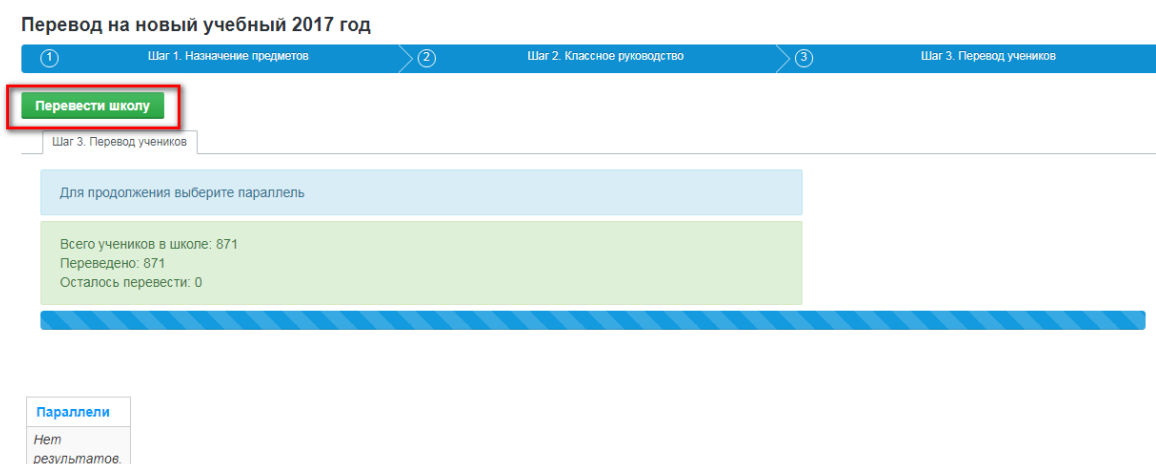 Перевод на новый учебный 2017 год
1 Шаг 1. Назначение предметов 2 Шаг 2. Классное руководство 3 Шаг 3. Перевод учеников
Перевести школу
Шаг 3. Перевод учеников
Для продолжения выберите параллель
Всего учеников в школе: 871
Переведено: 871
Осталось перевести: 0
Параллели
Нет
результатов.